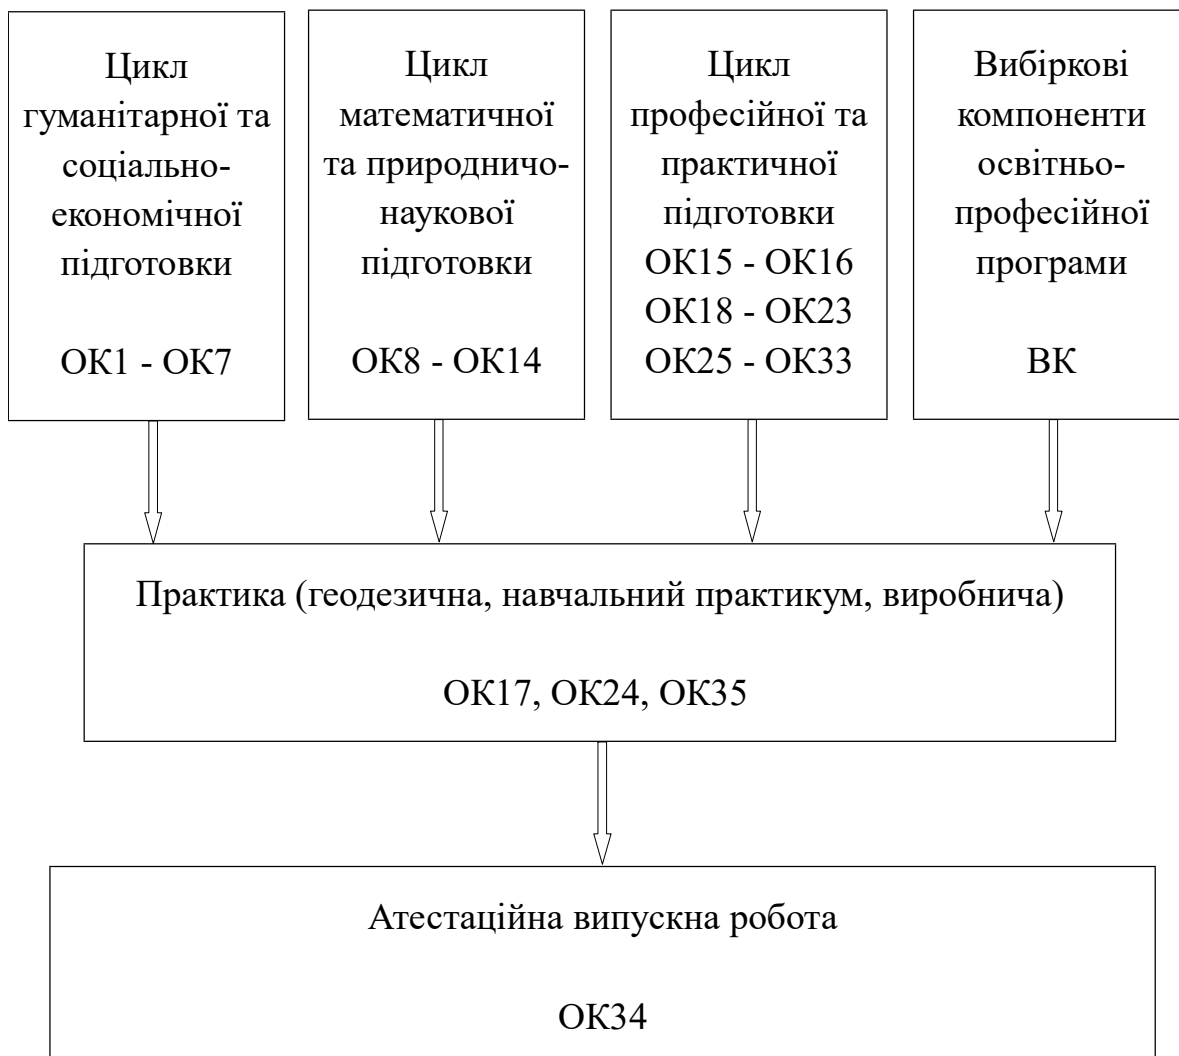 Цикл
гуманітарної та
соціально-
економічної
підготовки
ОК1 - ОК7
Цикл
математичної
та природничо-
наукової
підготовки
ОК8 - ОК14
Цикл
професійної та
практичної
підготовки
ОК15 - ОК16
ОК18 - ОК23
ОК25 - ОК33
Вибіркові
компоненти
освітньо-
професійної
програми
ВК
Практика (геодезична, навчальний практикум, виробнича)
ОК17, ОК24, ОК35
Атестаційна випускна робота
ОК34